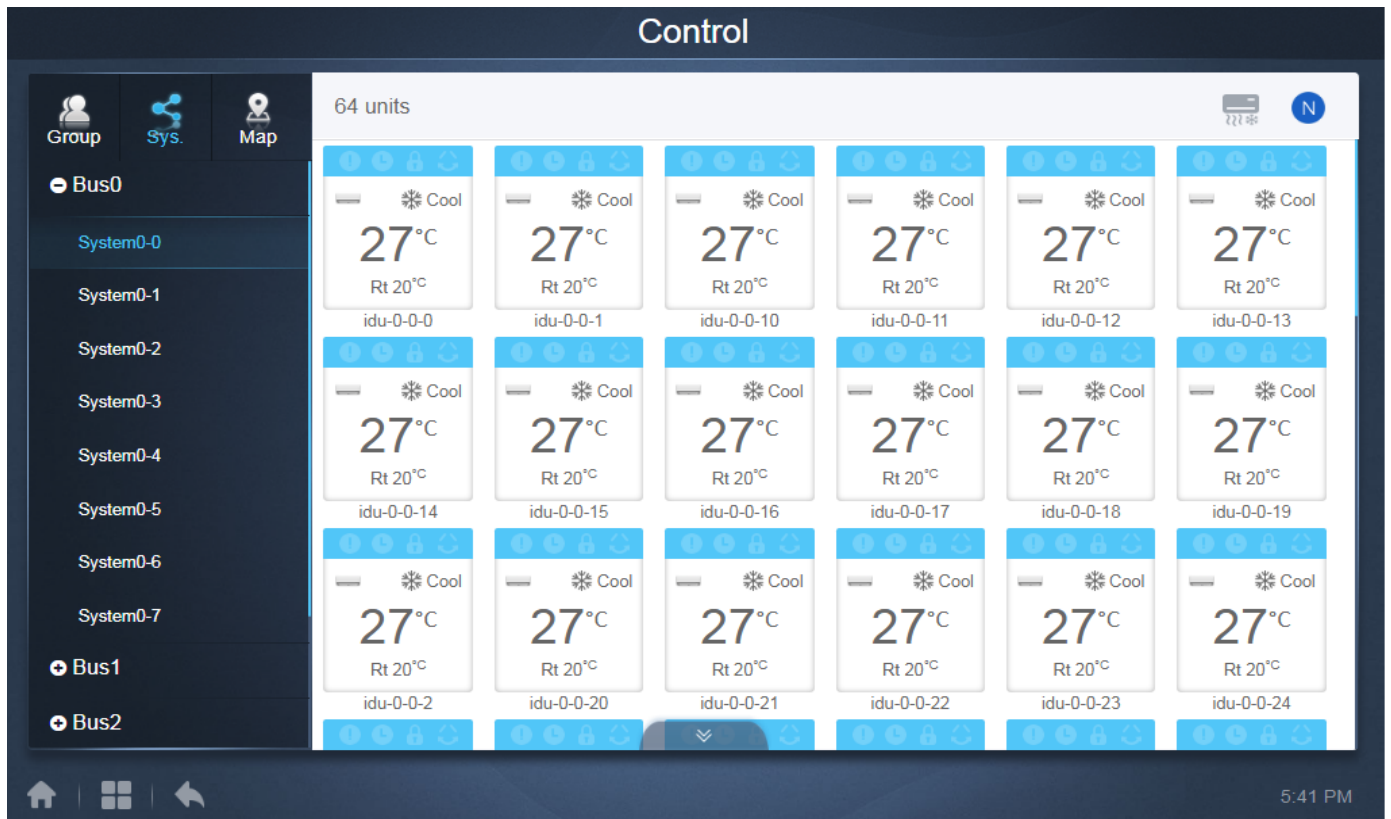 Control
Group Sys. Map
64 units
N
Bus0
System0-0
System0-1
System0-2
System0-3
System0-4
System0-5
System0-6
System0-7
Bus1
Bus2
Cool Cool Cool Cool Cool Cool
27°C 27°C 27°C 27°C 27°C 27°C
Rt 20°C Rt 20°C Rt 20°C Rt 20°C Rt 20°C Rt 20°C
idu-0-0-0 idu-0-0-1 idu-0-0-10 idu-0-0-11 idu-0-0-12 idu-0-0-13
Cool Cool Cool Cool Cool Cool
27°C 27°C 27°C 27°C 27°C 27°C
Rt 20°C Rt 20°C Rt 20°C Rt 20°C Rt 20°C Rt 20°C
idu-0-0-14 idu-0-0-15 idu-0-0-16 idu-0-0-17 idu-0-0-18 idu-0-0-19
Cool Cool Cool Cool Cool Cool
27°C 27°C 27°C 27°C 27°C 27°C
Rt 20°C Rt 20°C Rt 20°C Rt 20°C Rt 20°C Rt 20°C
idu-0-0-2 idu-0-0-20 idu-0-0-21 idu-0-0-22 idu-0-0-23 idu-0-0-24
5:41 PM